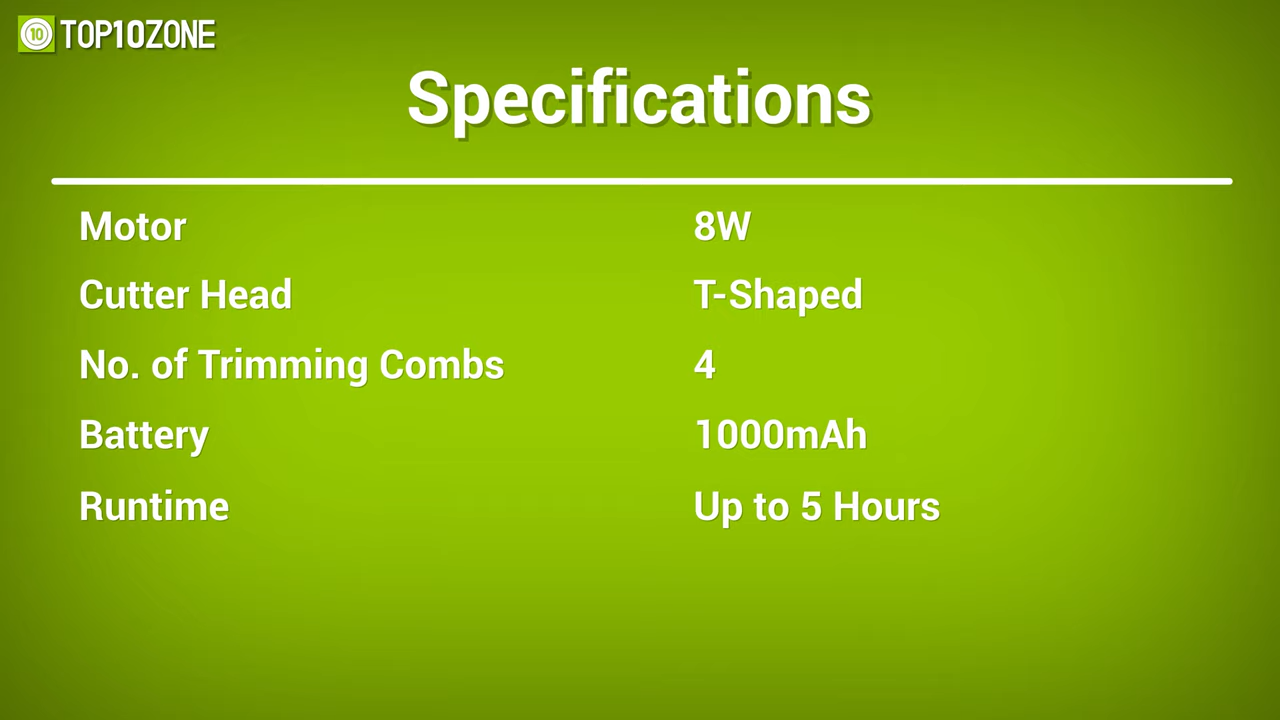 10 TOP10ZONE
Specifications
Motor 8W
Cutter Head T-Shaped
No. of Trimming Combs 4
Battery 1000mAh
Runtime Up to 5 Hours